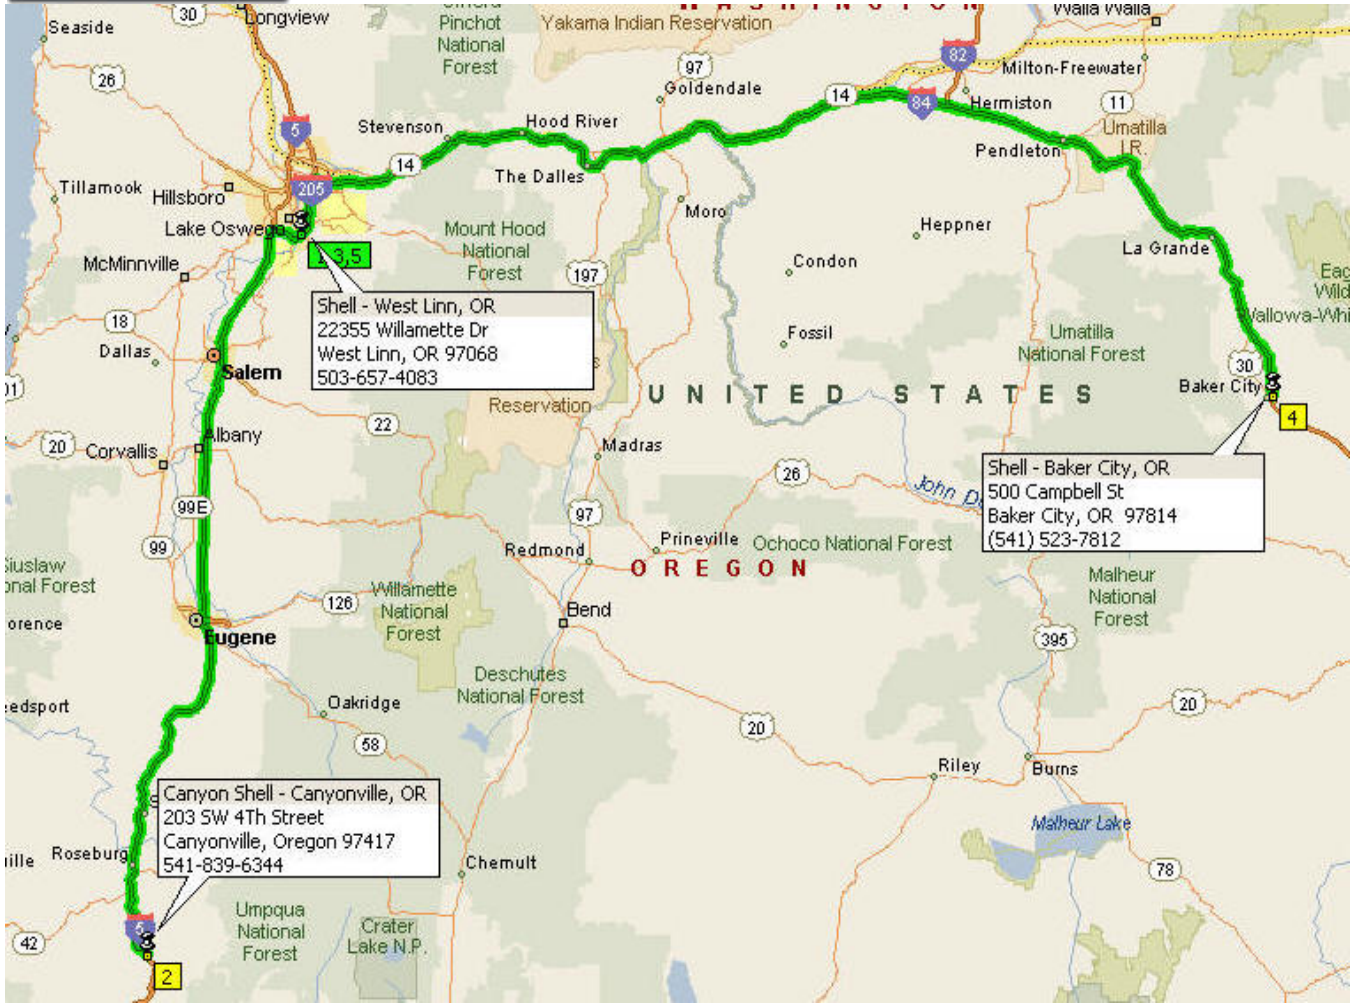 WASHINGTON
Longview
Seaside
30
Pinchot
National
Forest
Yakama Indian Reservation
Walla Walla
26
97
82
Milton-Freewater
Goldendale
14
84
Hermiston
11
5
Stevenson
Hood River
Umatilla
I.R.
Pendleton
14
The Dalles
Tillamook
Hillsboro
205
Moro
Lake Oswego
Mount Hood
National
Forest
Heppner
La Grande
3,5
McMinnville
197
Condon
Shell - West Linn, OR
22355 Willamette Dr
West Linn, OR 97068
503-657-4083
18
Dallas
Fossil
Umatilla
National Forest
Salem
30
Baker City
UNITED STATES
Reservation
4
22
20
Corvallis
Albany
Madras
Shell - Baker City, OR
500 Campbell St
Baker City, OR 97814
(541) 523-7812
26
John
99E
97
99
Redmond
Prineville
Ochoco National Forest
OREGON
Malheur
National
Forest
Willamette
National
Forest
126
Bend
Eugene
395
Deschutes
National Forest
Oakridge
20
20
58
Riley
Burns
Canyon Shell - Canyonville, OR
203 SW 4Th Street
Canyonville, Oregon 97417
541-839-6344
Malheur Lake
Roseburg
Chemult
78
Umpqua
National
Forest
Crater
Lake N.P.
5
42
2